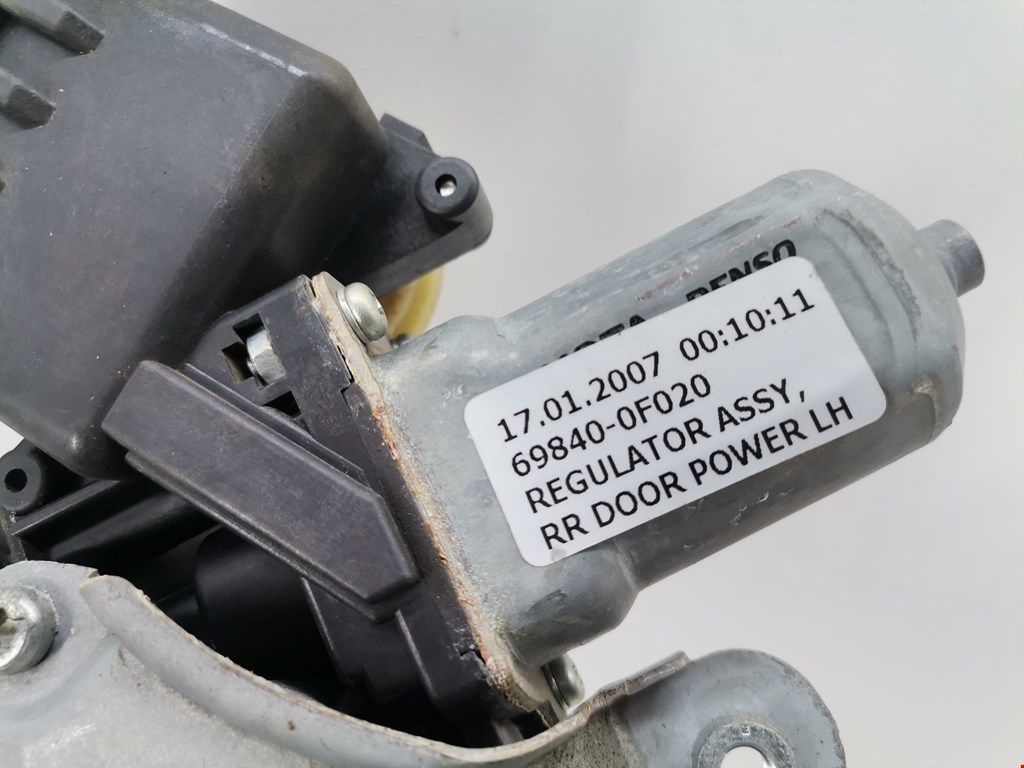 DENSO
17.01.2007 00:10:11
69840-0F020
REGULATOR ASSY,
RR DOOR POWER LH